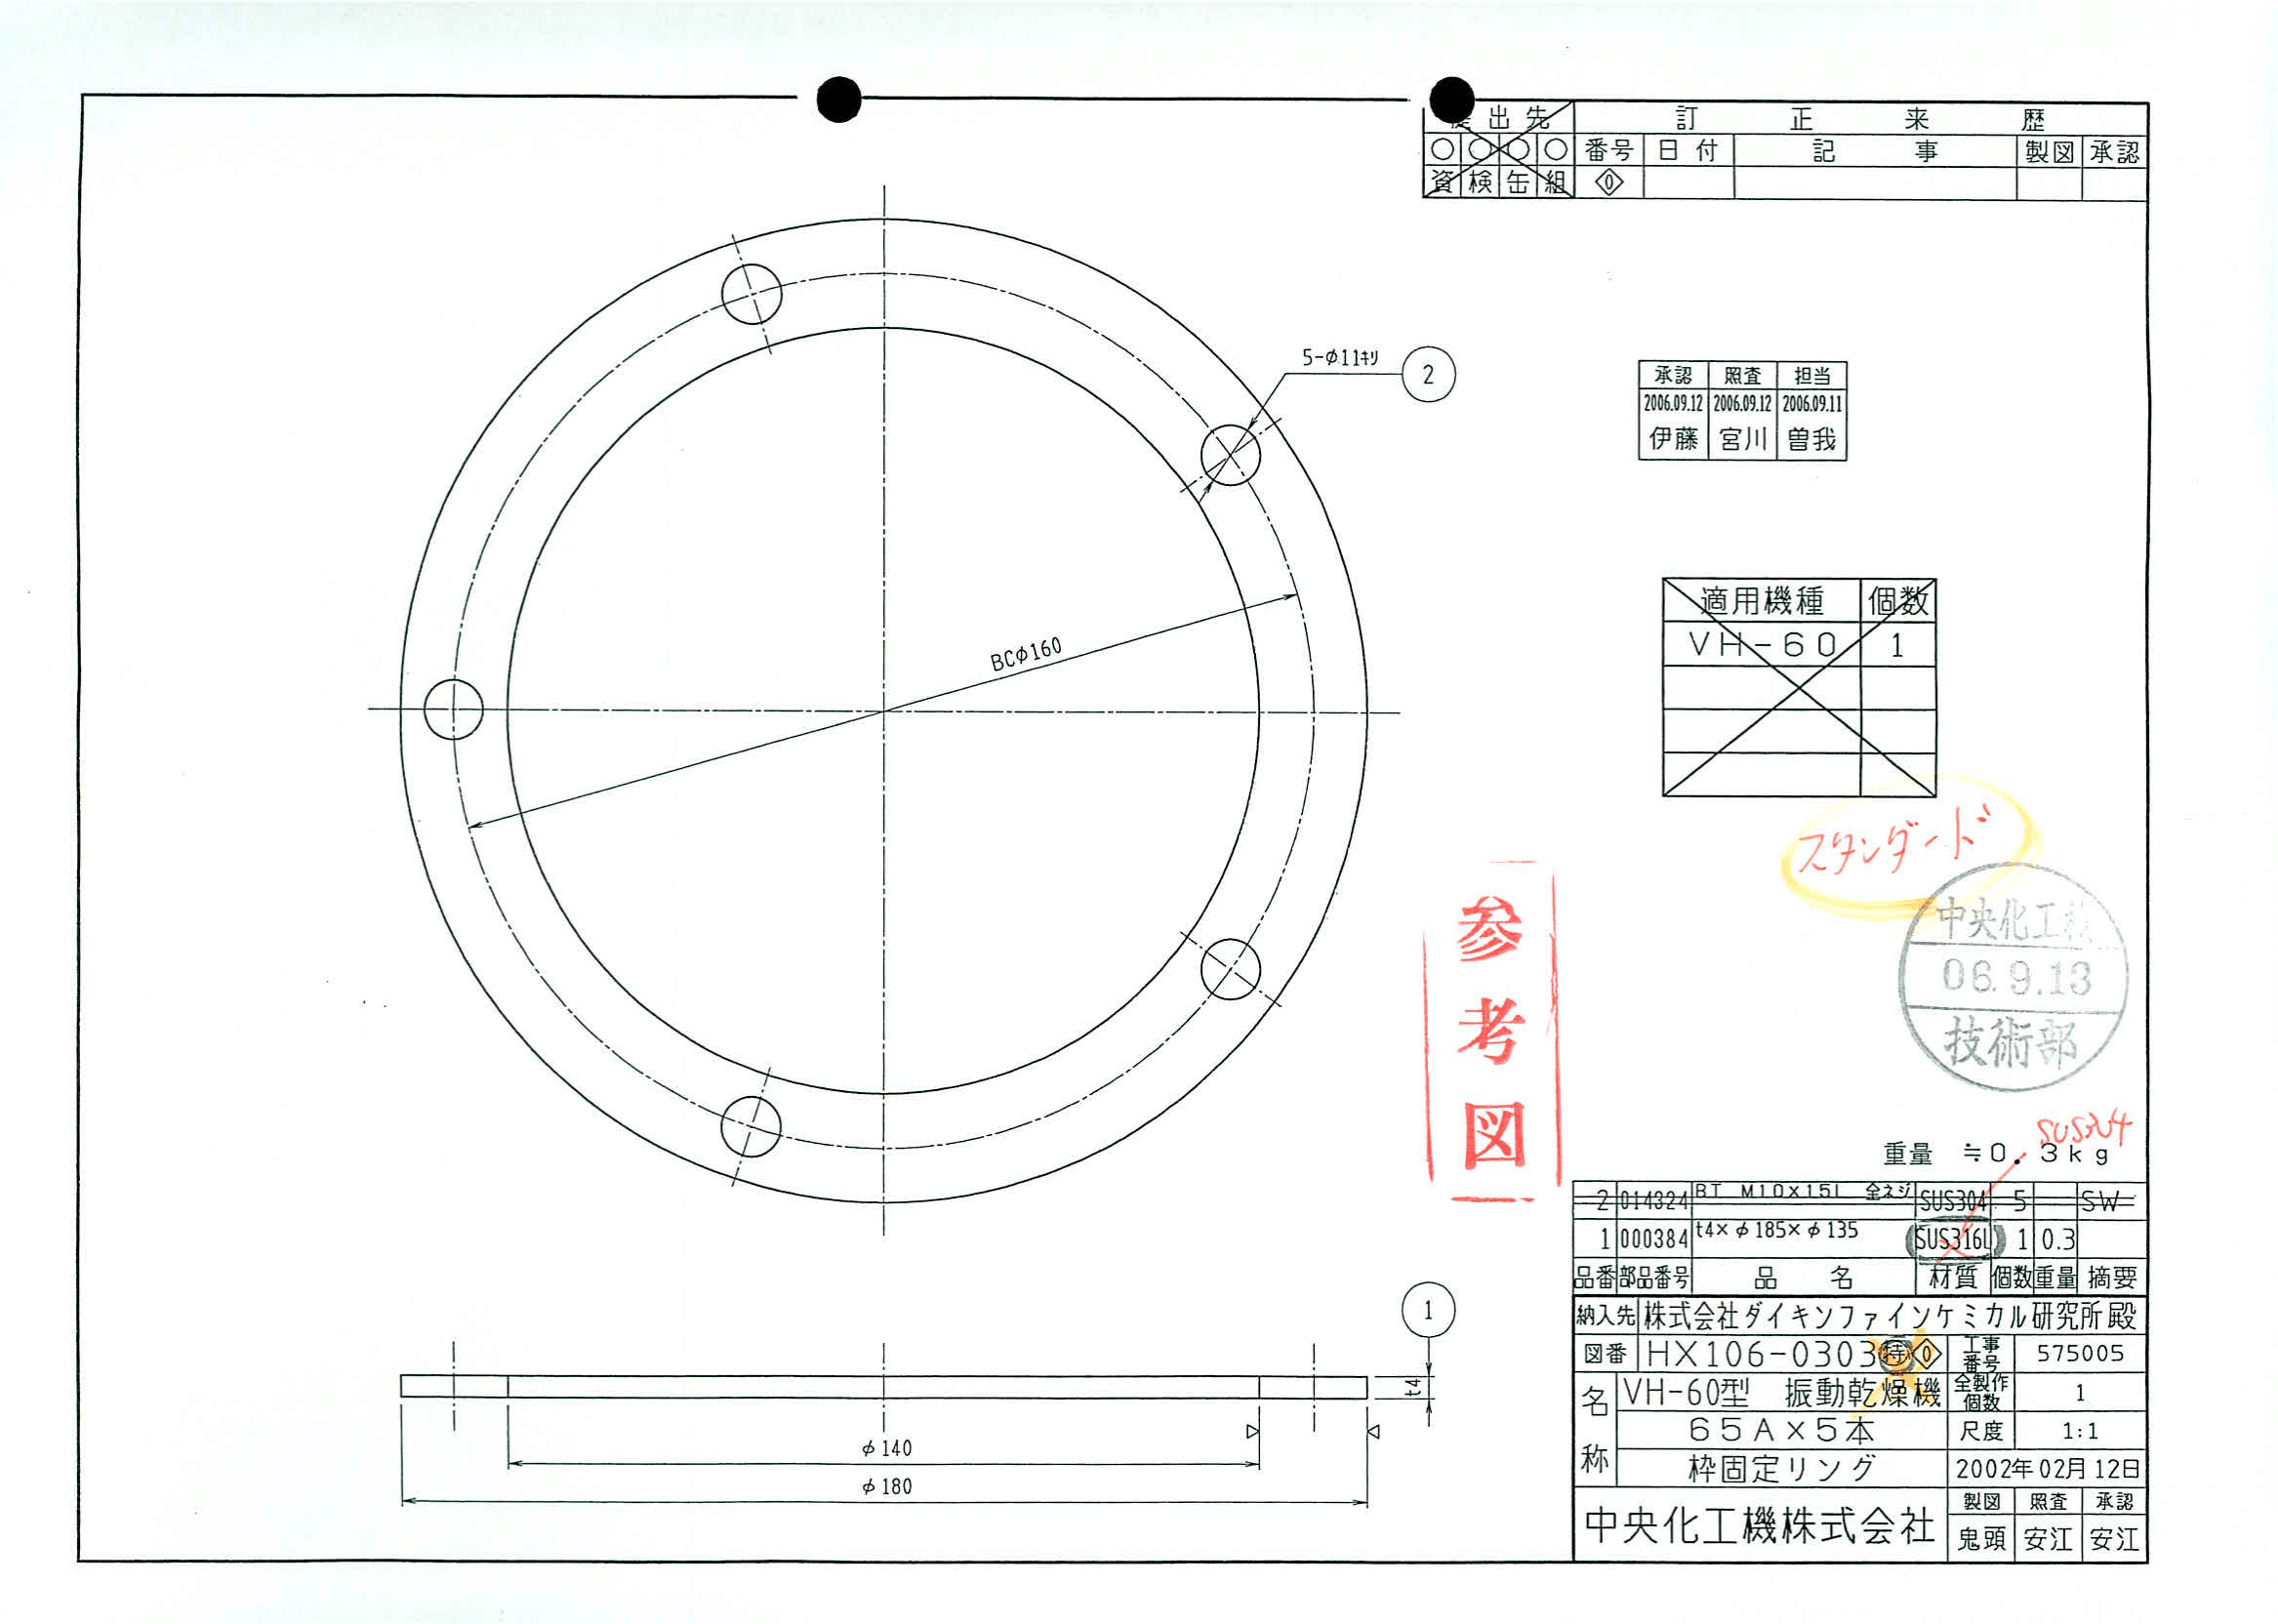 提出先 訂正来歴
番号 日付 記事 製図 承認
資 検 缶 組 0
5-φ11キリ 2
承認 照査 担当
2006.09.12 2006.09.12 2006.09.11
伊藤 宮川 曽我
適用機種 個数
VH-60 1
BCφ160
スタンダード
中央化工機
06.9.13
技術部
参考図
SUS304
重量 ≒0.3kg
2 014324 BT M10×15L 全ネジ SUS304 5 SW
1 000384 t4×φ185×φ135 SUS316L 1 0.3
品番 部品番号 品名 材質 個数 重量 摘要
納入先 株式会社ダイキンファインケミカル研究所殿
図番 HX106-0303 特 0 工事番号 575005
名称 VH-60型 振動乾燥機 全製作個数 1
65A×5本 尺度 1:1
枠固定リング 2002年02月12日
中央化工機株式会社 製図 照査 承認
鬼頭 安江 安江
1
t4
φ140
φ180